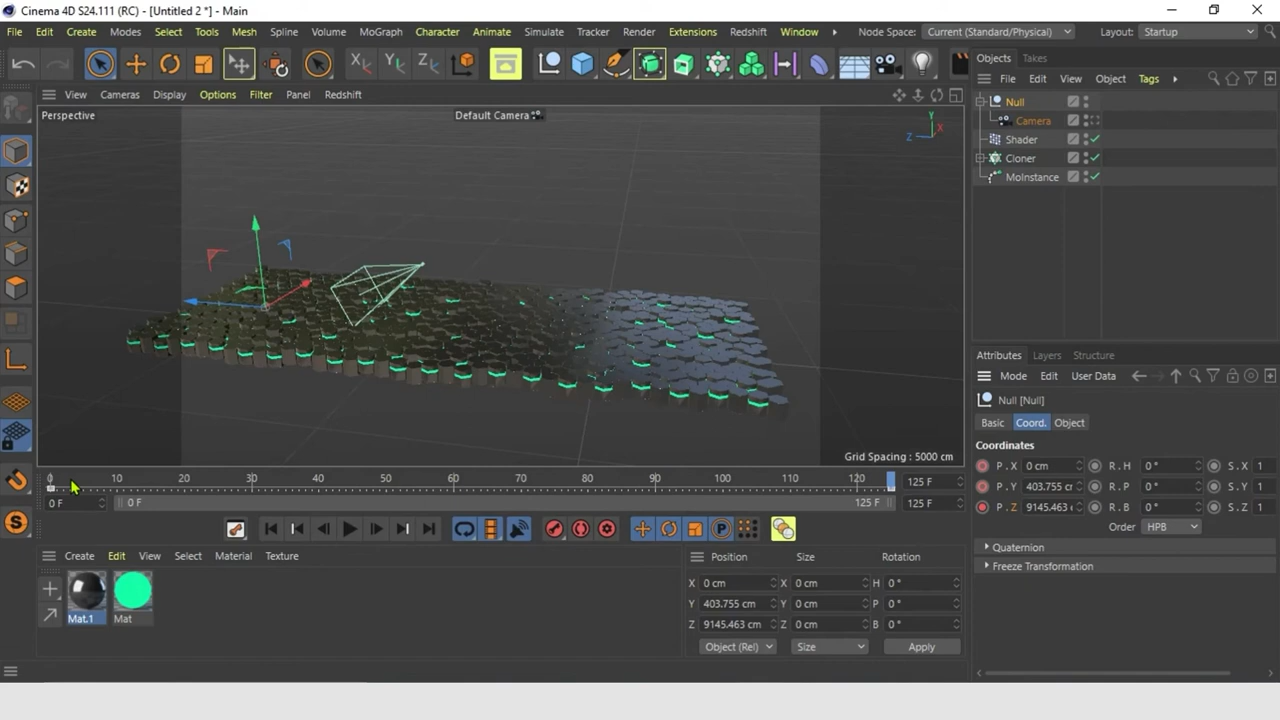 Cinema 4D S24.111 (RC) - [Untitled 2 *] - Main
File Edit Create Modes Select Tools Mesh Spline Volume MoGraph Character Animate Simulate Tracker Render Extensions Redshift Window Node Space: Current (Standard/Physical) Layout: Startup
Objects Takes
File Edit View Object Tags
View Cameras Display Options Filter Panel Redshift
Perspective
Default Camera
Y
X
Z
Null
Camera
Shader
Cloner
MoInstance
Grid Spacing : 5000 cm
Attributes Layers Structure
Mode Edit User Data
Null [Null]
Basic Coord. Object
Coordinates
P . X 0 cm R . H 0 ° S . X 1
P . Y 403.755 cr R . P 0 ° S . Y 1
P . Z 9145.463 R . B 0 ° S . Z 1
Order HPB
Quaternion
Freeze Transformation
0 10 20 30 40 50 60 70 80 90 100 110 120 125 F
0 F 0 F 125 F 125 F
Create Edit View Select Material Texture
Mat.1 Mat
Position Size Rotation
X 0 cm X 0 cm H 0 °
Y 403.755 cm Y 0 cm P 0 °
Z 9145.463 cm Z 0 cm B 0 °
Object (Rel) Size Apply